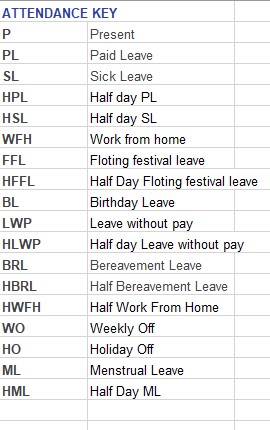 ATTENDANCE KEY
P Present
PL Paid Leave
SL Sick Leave
HPL Half day PL
HSL Half day SL
WFH Work from home
FFL Floting festival leave
HFFL Half Day Floting festival leave
BL Birthday Leave
LWP Leave without pay
HLWP Half day Leave without pay
BRL Bereavement Leave
HBRL Half Bereavement Leave
HWFH Half Work From Home
WO Weekly Off
HO Holiday Off
ML Menstrual Leave
HML Half Day ML